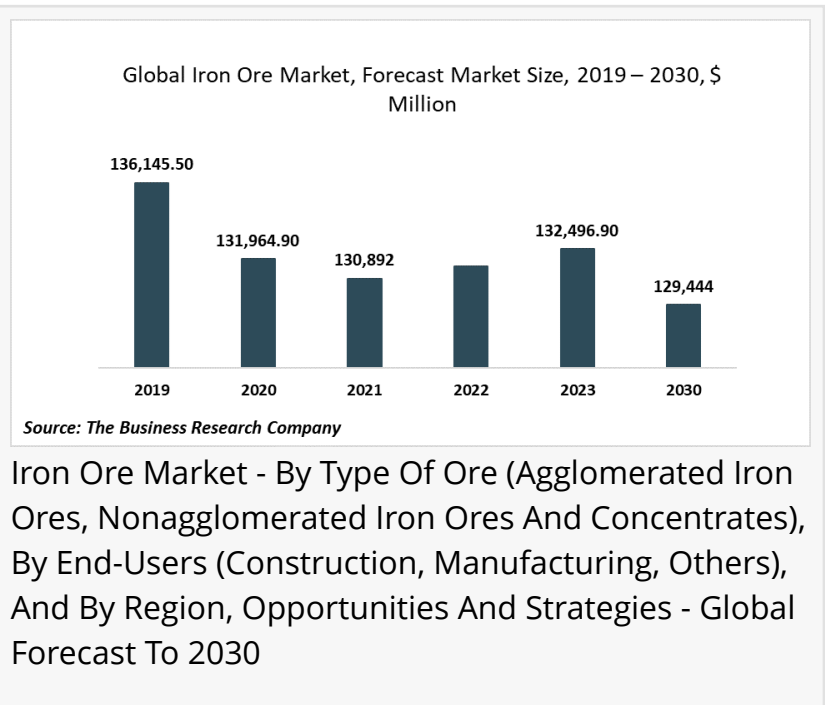 Global Iron Ore Market, Forecast Market Size, 2019 – 2030, $
Million
136,145.50
131,964.90
130,892
132,496.90
129,444
2019 2020 2021 2022 2023 2030
Source: The Business Research Company
Iron Ore Market - By Type Of Ore (Agglomerated Iron
Ores, Nonagglomerated Iron Ores And Concentrates),
By End-Users (Construction, Manufacturing, Others),
And By Region, Opportunities And Strategies - Global
Forecast To 2030